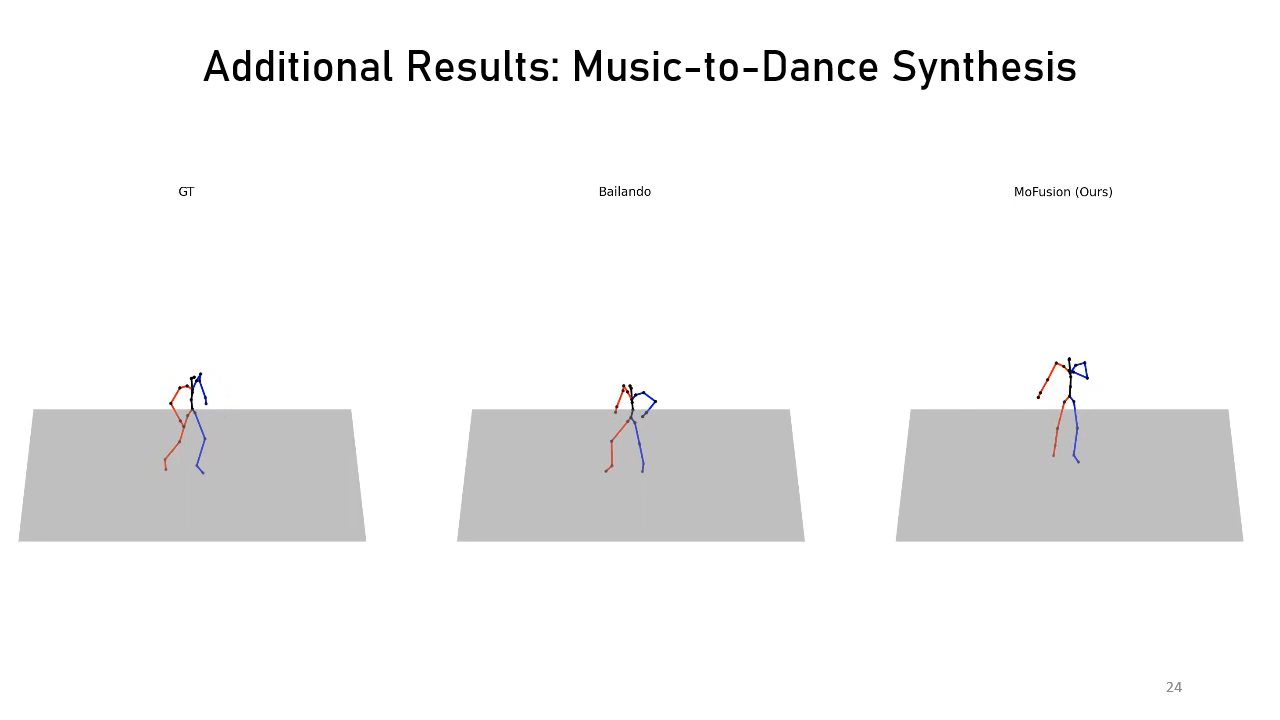 Additional Results: Music-to-Dance Synthesis
GT
Bailando
MoFusion (Ours)
24